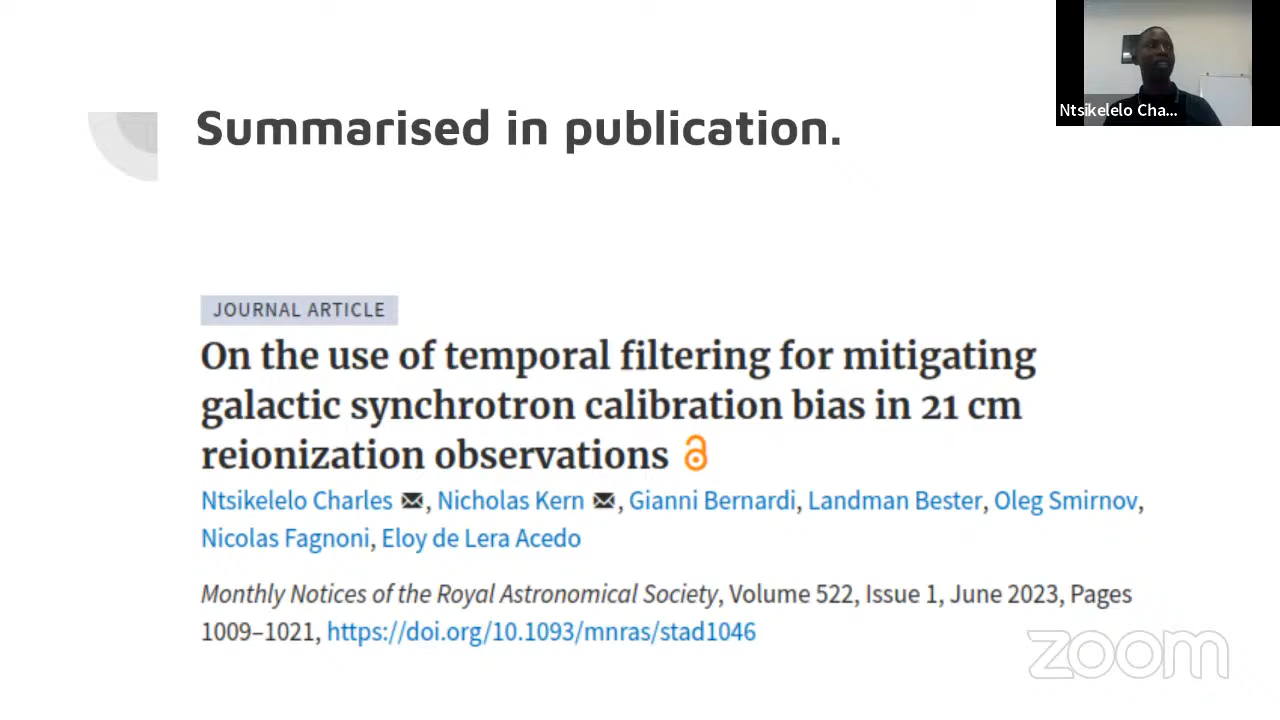 Summarised in publication.
Ntsikelelo Cha...
JOURNAL ARTICLE
On the use of temporal filtering for mitigating
galactic synchrotron calibration bias in 21 cm
reionization observations
Ntsikelelo Charles, Nicholas Kern, Gianni Bernardi, Landman Bester, Oleg Smirnov,
Nicolas Fagnoni, Eloy de Lera Acedo
Monthly Notices of the Royal Astronomical Society, Volume 522, Issue 1, June 2023, Pages
1009–1021, https://doi.org/10.1093/mnras/stad1046
zoom